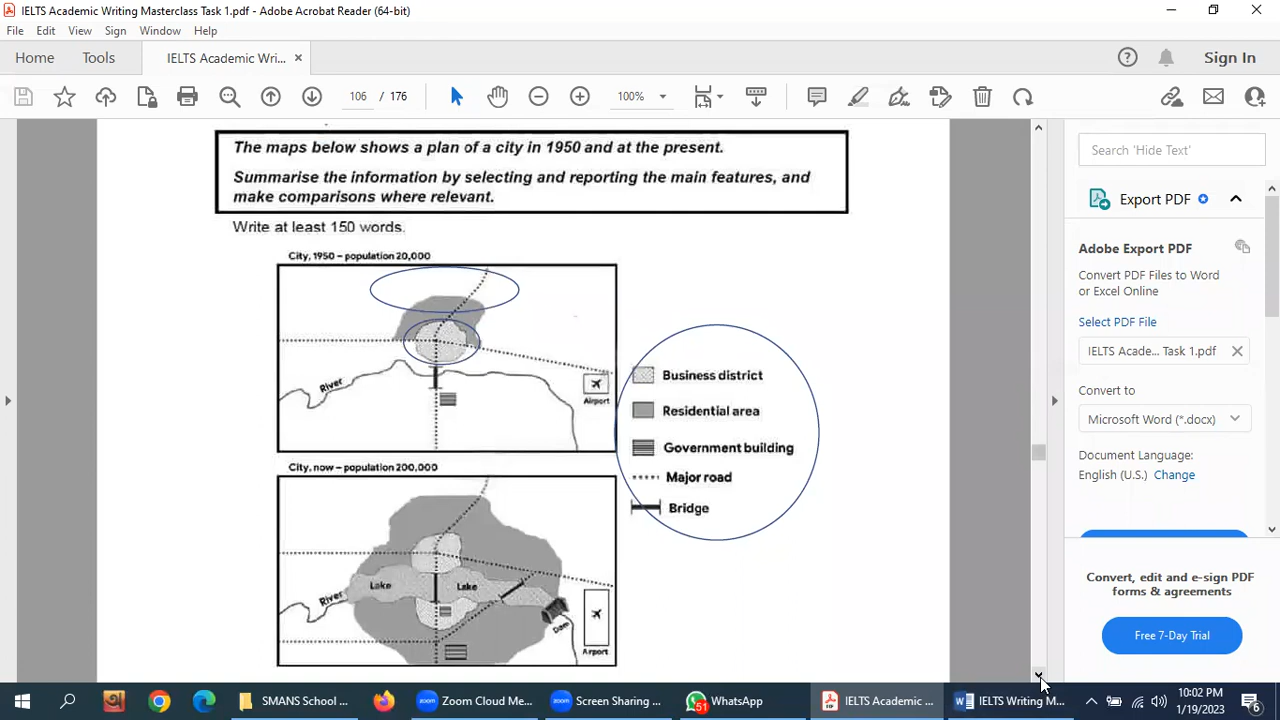 IELTS Academic Writing Masterclass Task 1.pdf - Adobe Acrobat Reader (64-bit)
File Edit View Sign Window Help
Home Tools IELTS Academic Wri... × Sign In
106 / 176 100%
The maps below shows a plan of a city in 1950 and at the present.
Summarise the information by selecting and reporting the main features, and
make comparisons where relevant.
Write at least 150 words.
City, 1950 – population 20,000
River
Airport
Business district
Residential area
Government building
Major road
Bridge
City, now – population 200,000
Lake Lake
River
Dam
Airport
Search 'Hide Text'
Export PDF
Adobe Export PDF
Convert PDF Files to Word
or Excel Online
Select PDF File
IELTS Acade... Task 1.pdf
Convert to
Microsoft Word (*.docx)
Document Language:
English (U.S.) Change
Convert, edit and e-sign PDF
forms & agreements
Free 7-Day Trial
SMANS School ... Zoom Cloud Me... Screen Sharing ... 51 WhatsApp IELTS Academic ... IELTS Writing M... 10:02 PM
1/19/2023 6